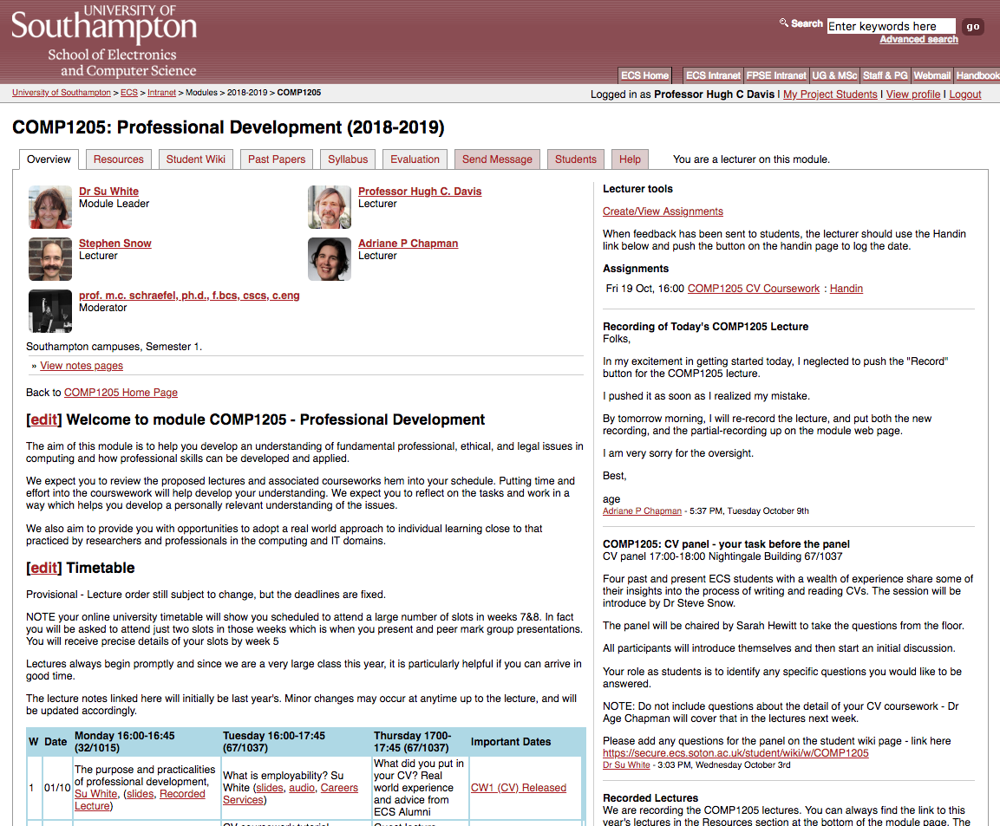 UNIVERSITY OF
Southampton
School of Electronics
and Computer Science
Search Enter keywords here go
Advanced search
ECS Home ECS Intranet FPSE Intranet UG & MSc Staff & PG Webmail Handbook
University of Southampton > ECS > Intranet > Modules > 2018-2019 > COMP1205
Logged in as Professor Hugh C Davis | My Project Students | View profile | Logout
COMP1205: Professional Development (2018-2019)
Overview Resources Student Wiki Past Papers Syllabus Evaluation Send Message Students Help You are a lecturer on this module.
Dr Su White
Module Leader
Professor Hugh C. Davis
Lecturer
Stephen Snow
Lecturer
Adriane P Chapman
Lecturer
prof. m.c. schraefel, ph.d., f.bcs, cscs, c.eng
Moderator
Southampton campuses, Semester 1.
» View notes pages
Back to COMP1205 Home Page
[edit] Welcome to module COMP1205 - Professional Development
The aim of this module is to help you develop an understanding of fundamental professional, ethical, and legal issues in
computing and how professional skills can be developed and applied.
We expect you to review the proposed lectures and associated courseworks hem into your schedule. Putting time and
effort into the courswework will help develop your understanding. We expect you to reflect on the tasks and work in a
way which helps you develop a personally relevant understanding of the issues.
We also aim to provide you with opportunities to adopt a real world approach to individual learning close to that
practiced by researchers and professionals in the computing and IT domains.
[edit] Timetable
Provisional - Lecture order still subject to change, but the deadlines are fixed.
NOTE your online university timetable will show you scheduled to attend a large number of slots in weeks 7&8. In fact
you will be asked to attend just two slots in those weeks which is when you present and peer mark group presentations.
You will receive precise details of your slots by week 5
Lectures always begin promptly and since we are a very large class this year, it is particularly helpful if you can arrive in
good time.
The lecture notes linked here will initially be last year's. Minor changes may occur at anytime up to the lecture, and will
be updated accordingly.
W Date
Monday 16:00-16:45
(32/1015)
Tuesday 16:00-17:45
(67/1037)
Thursday 1700-
17:45 (67/1037)
Important Dates
1 01/10
The purpose and practicalities
of professional development,
Su White, (slides, Recorded
Lecture)
What is employability? Su
White (slides, audio, Careers
Services)
What did you put in
your CV? Real
world experience
and advice from
ECS Alumni
CW1 (CV) Released
Lecturer tools
Create/View Assignments
When feedback has been sent to students, the lecturer should use the Handin
link below and push the button on the handin page to log the date.
Assignments
Fri 19 Oct, 16:00 COMP1205 CV Coursework : Handin
Recording of Today's COMP1205 Lecture
Folks,
In my excitement in getting started today, I neglected to push the "Record"
button for the COMP1205 lecture.
I pushed it as soon as I realized my mistake.
By tomorrow morning, I will re-record the lecture, and put both the new
recording, and the partial-recording up on the module web page.
I am very sorry for the oversight.
Best,
age
Adriane P Chapman - 5:37 PM, Tuesday October 9th
COMP1205: CV panel - your task before the panel
CV panel 17:00-18:00 Nightingale Building 67/1037
Four past and present ECS students with a wealth of experience share some of
their insights into the process of writing and reading CVs. The session will be
introduce by Dr Steve Snow.
The panel will be chaired by Sarah Hewitt to take the questions from the floor.
All participants will introduce themselves and then start an initial discussion.
Your role as students is to identify any specific questions you would like to be
answered.
NOTE: Do not include questions about the detail of your CV coursework - Dr
Age Chapman will cover that in the lectures next week.
Please add any questions for the panel on the student wiki page - link here
https://secure.ecs.soton.ac.uk/student/wiki/w/COMP1205
Dr Su White - 3:03 PM, Wednesday October 3rd
Recorded Lectures
We are recording the COMP1205 lectures. You can always find the link to this
year's lectures in the Resources section at the bottom of the module page. The